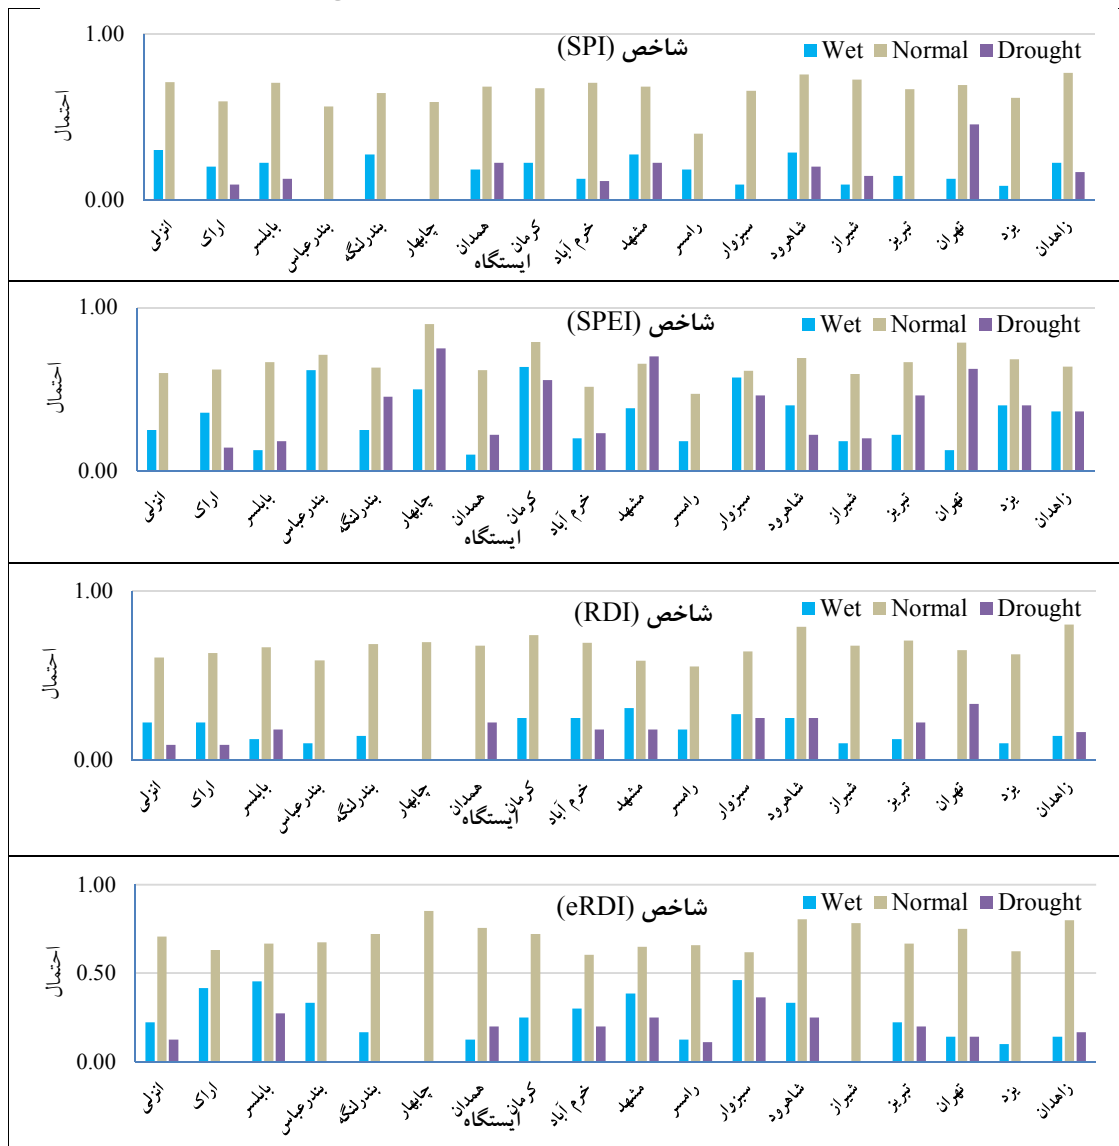 شاخص (SPI)
Wet Normal Drought
1.00
0.00
احتمال
انزلی اراک بابلسر بندرعباس بندرلنگه چابهار همدان کرمان خرم آباد مشهد رامسر سبزوار شاهرود شیراز تبریز تهران یزد زاهدان
ایستگاه
شاخص (SPEI)
Wet Normal Drought
1.00
0.00
احتمال
انزلی اراک بابلسر بندرعباس بندرلنگه چابهار همدان کرمان خرم آباد مشهد رامسر سبزوار شاهرود شیراز تبریز تهران یزد زاهدان
ایستگاه
شاخص (RDI)
Wet Normal Drought
1.00
0.00
احتمال
انزلی اراک بابلسر بندرعباس بندرلنگه چابهار همدان کرمان خرم آباد مشهد رامسر سبزوار شاهرود شیراز تبریز تهران یزد زاهدان
ایستگاه
شاخص (eRDI)
Wet Normal Drought
1.00
0.50
0.00
احتمال
انزلی اراک بابلسر بندرعباس بندرلنگه چابهار همدان کرمان خرم آباد مشهد رامسر سبزوار شاهرود شیراز تبریز تهران یزد زاهدان
ایستگاه